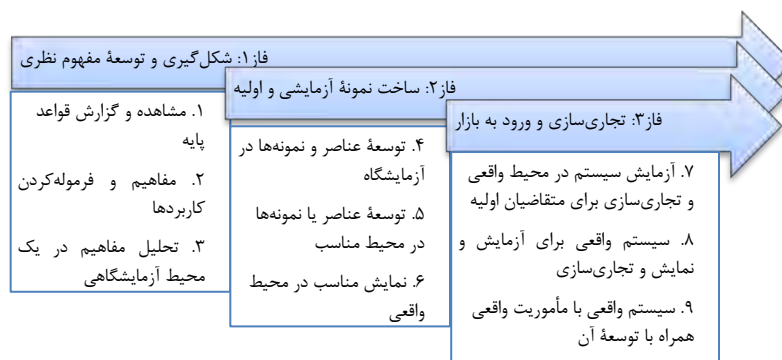 فاز۱: شکل‌گیری و توسعهٔ مفهوم نظری
۱. مشاهده و گزارش قواعد
پایه
۲. مفاهیم و فرموله‌کردن
کاربردها
۳. تحلیل مفاهیم در یک
محیط آزمایشگاهی
فاز۲: ساخت نمونهٔ آزمایشی و اولیه
۴. توسعهٔ عناصر و نمونه‌ها در
آزمایشگاه
۵. توسعهٔ عناصر یا نمونه‌ها
در محیط مناسب
۶. نمایش مناسب در محیط
واقعی
فاز۳: تجاری‌سازی و ورود به بازار
۷. آزمایش سیستم در محیط واقعی
و تجاری‌سازی برای متقاضیان اولیه
۸. سیستم واقعی برای آزمایش و
نمایش و تجاری‌سازی
۹. سیستم واقعی با مأموریت واقعی
همراه با توسعهٔ آن